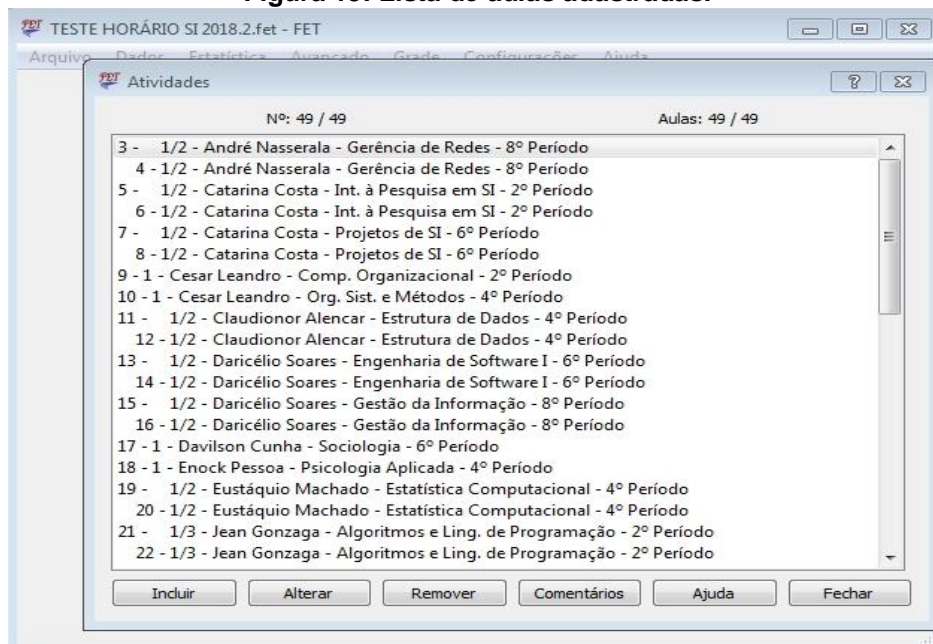 TESTE HORÁRIO SI 2018.2.fet - FET
Arquivo Dados Estatística Avançado Grade Configurações Ajuda
Atividades
Nº: 49 / 49 Aulas: 49 / 49
3 - 1/2 - André Nasserala - Gerência de Redes - 8º Período
4 - 1/2 - André Nasserala - Gerência de Redes - 8º Período
5 - 1/2 - Catarina Costa - Int. à Pesquisa em SI - 2º Período
6 - 1/2 - Catarina Costa - Int. à Pesquisa em SI - 2º Período
7 - 1/2 - Catarina Costa - Projetos de SI - 6º Período
8 - 1/2 - Catarina Costa - Projetos de SI - 6º Período
9 - 1 - Cesar Leandro - Comp. Organizacional - 2º Período
10 - 1 - Cesar Leandro - Org. Sist. e Métodos - 4º Período
11 - 1/2 - Claudionor Alencar - Estrutura de Dados - 4º Período
12 - 1/2 - Claudionor Alencar - Estrutura de Dados - 4º Período
13 - 1/2 - Daricélio Soares - Engenharia de Software I - 6º Período
14 - 1/2 - Daricélio Soares - Engenharia de Software I - 6º Período
15 - 1/2 - Daricélio Soares - Gestão da Informação - 8º Período
16 - 1/2 - Daricélio Soares - Gestão da Informação - 8º Período
17 - 1 - Davilson Cunha - Sociologia - 6º Período
18 - 1 - Enock Pessoa - Psicologia Aplicada - 4º Período
19 - 1/2 - Eustáquio Machado - Estatística Computacional - 4º Período
20 - 1/2 - Eustáquio Machado - Estatística Computacional - 4º Período
21 - 1/3 - Jean Gonzaga - Algoritmos e Ling. de Programação - 2º Período
22 - 1/3 - Jean Gonzaga - Algoritmos e Ling. de Programação - 2º Período
Incluir Alterar Remover Comentários Ajuda Fechar